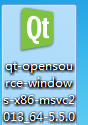 Qt
qt-opensou
rce-window
s-x86-msvc2
013_64-5.5.0